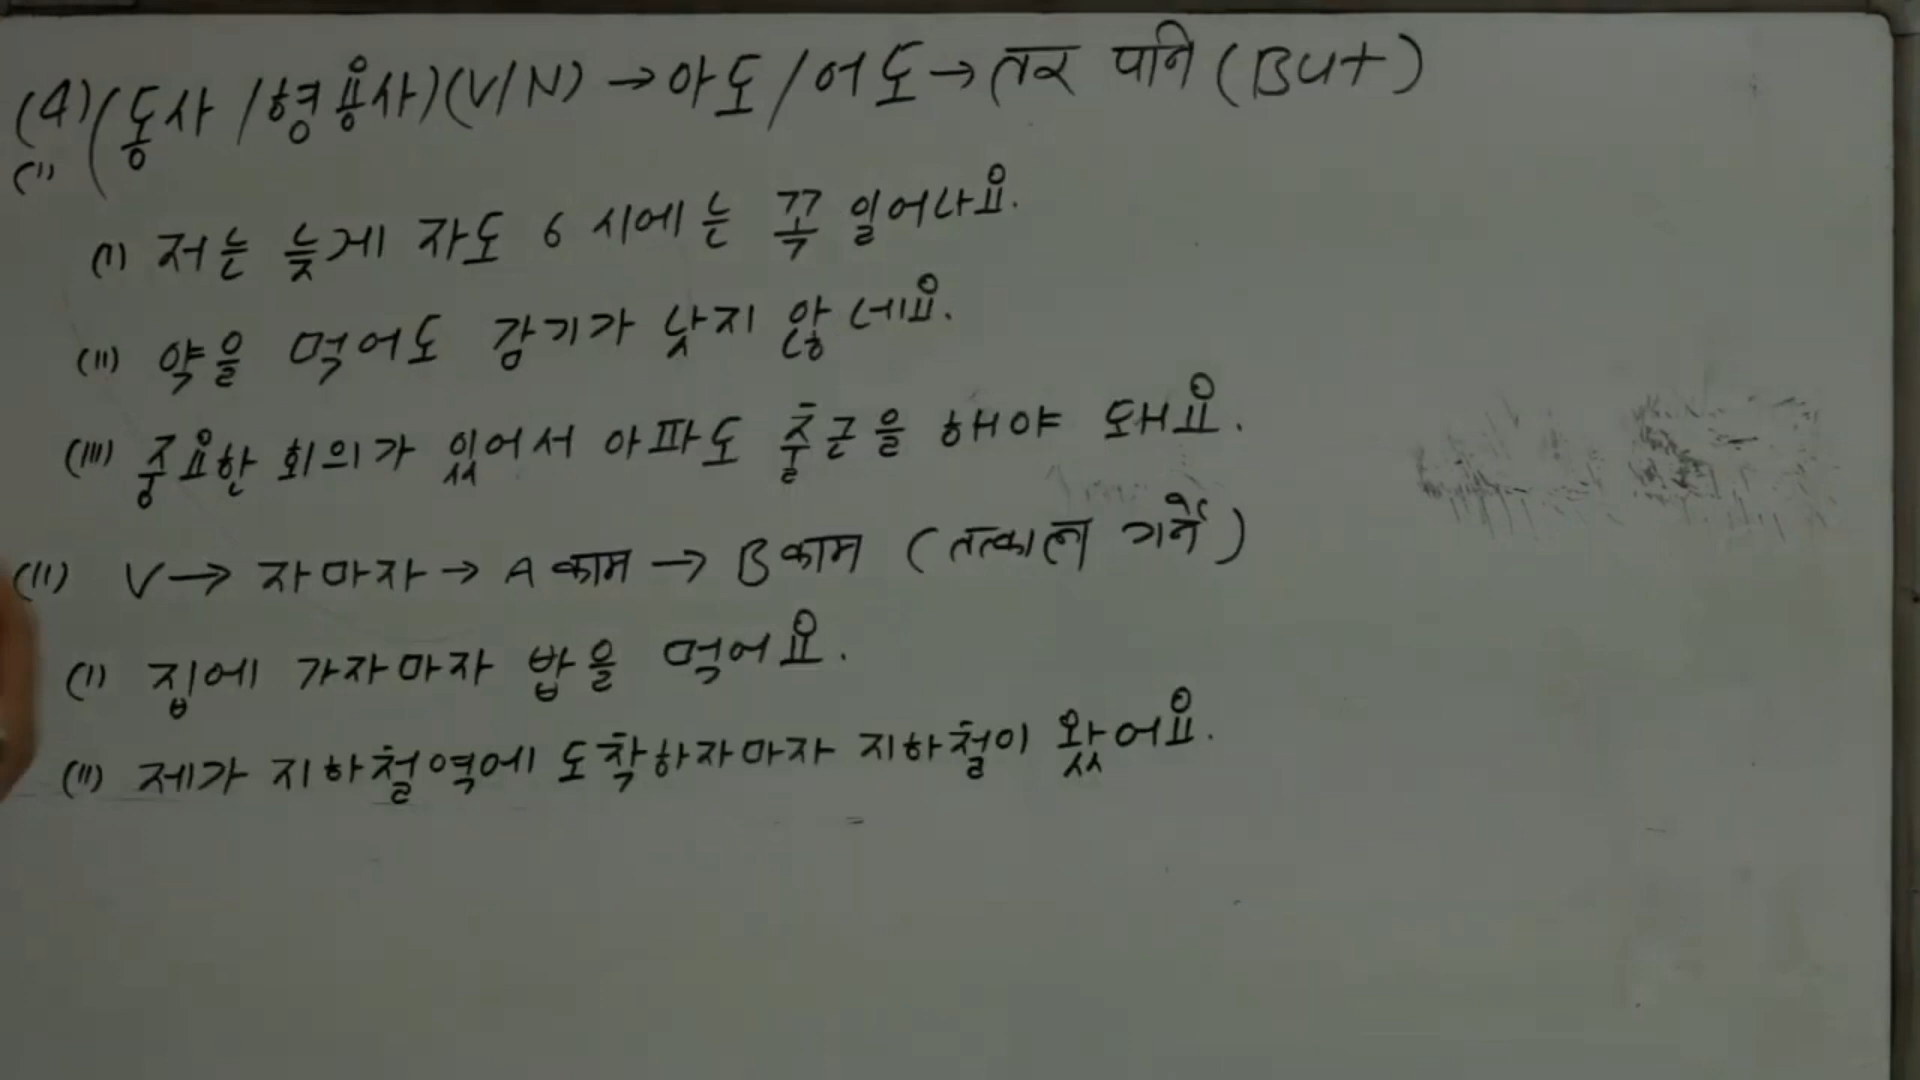 (4)(동사/형용사)(V/N)→아도/어도→तर पनि (But)
(i)
(i) 저는 늦게 자도 6시에는 꼭 일어나요.
(ii) 약을 먹어도 감기가 낫지 않네요.
(iii) 중요한 회의가 있어서 아파도 출근을 해야 돼요.
(ii) V→자마자→A काम→B काम (तत्काल गर्ने)
(i) 집에 가자마자 밥을 먹어요.
(ii) 제가 지하철역에 도착하자마자 지하철이 왔어요.